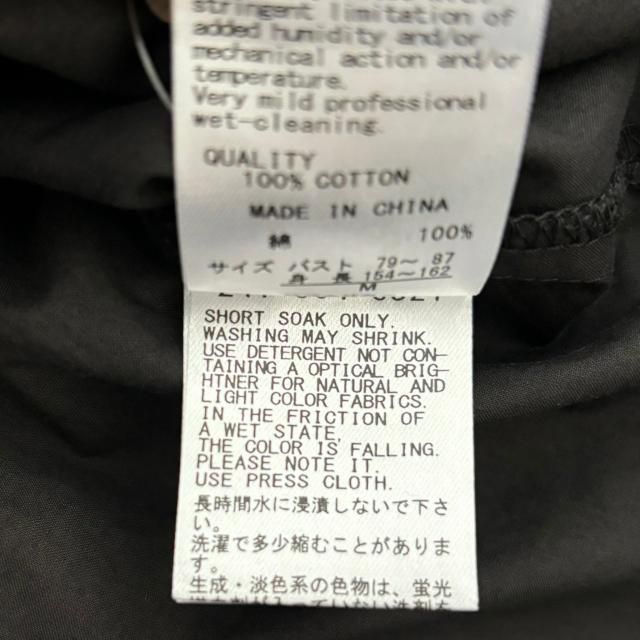 stringent limitation of
added humidity and/or
mechanical action and/or
temperature.
Very mild professional
wet-cleaning.
QUALITY
100% COTTON
MADE IN CHINA
綿 100%
サイズ バスト 79～ 87
身 長 154～162
M
SHORT SOAK ONLY.
WASHING MAY SHRINK.
USE DETERGENT NOT CON-
TAINING A OPTICAL BRIG-
HTNER FOR NATURAL AND
LIGHT COLOR FABRICS.
IN THE FRICTION OF
A WET STATE,
THE COLOR IS FALLING.
PLEASE NOTE IT.
USE PRESS CLOTH.
長時間水に浸漬しないで下さ
い。
洗濯で多少縮むことがありま
す。
生成・淡色系の色物は、蛍光